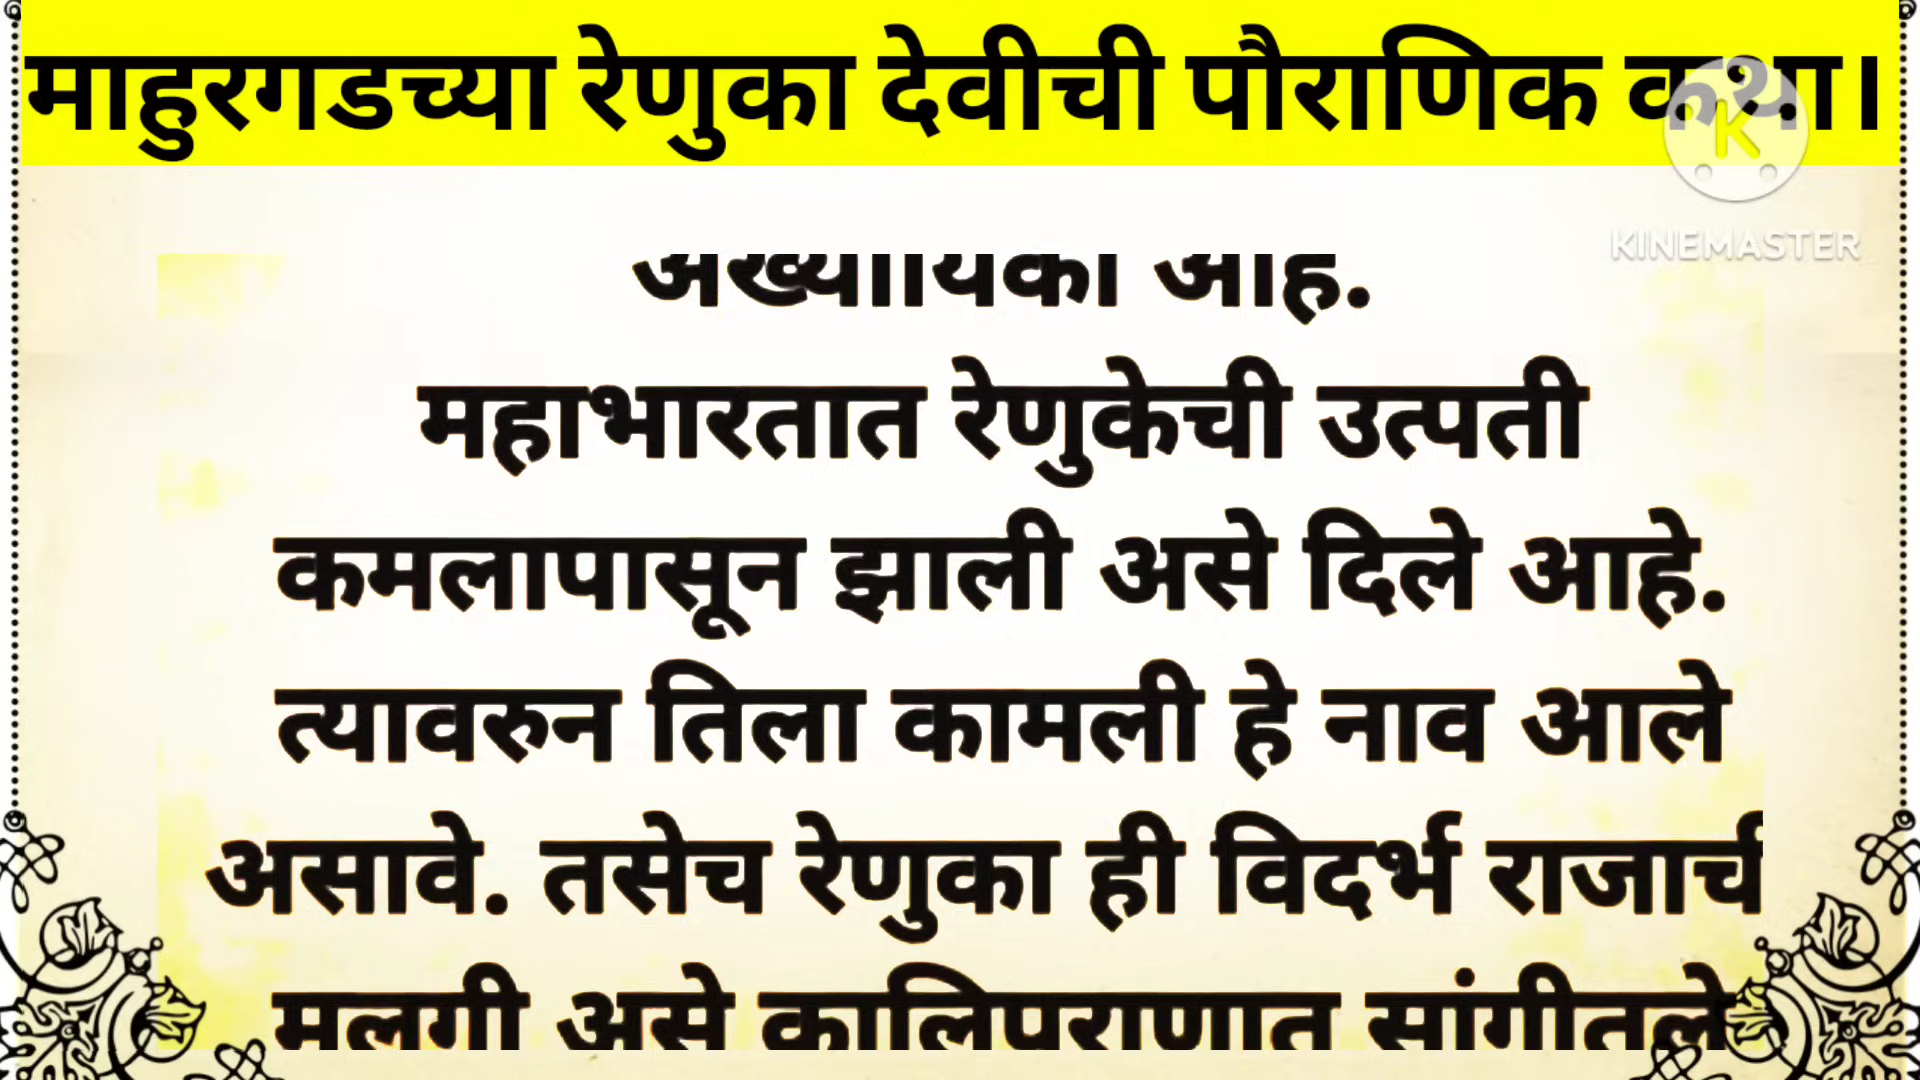 माहुरगडच्या रेणुका देवीची पौराणिक कथा।
KINEMASTER
आहे.
महाभारतात रेणुकेची उत्पती
कमलापासून झाली असे दिले आहे.
त्यावरुन तिला कामली हे नाव आले
असावे. तसेच रेणुका ही विदर्भ राजाची
मुलगी असे कालिपुराणात सांगीतले